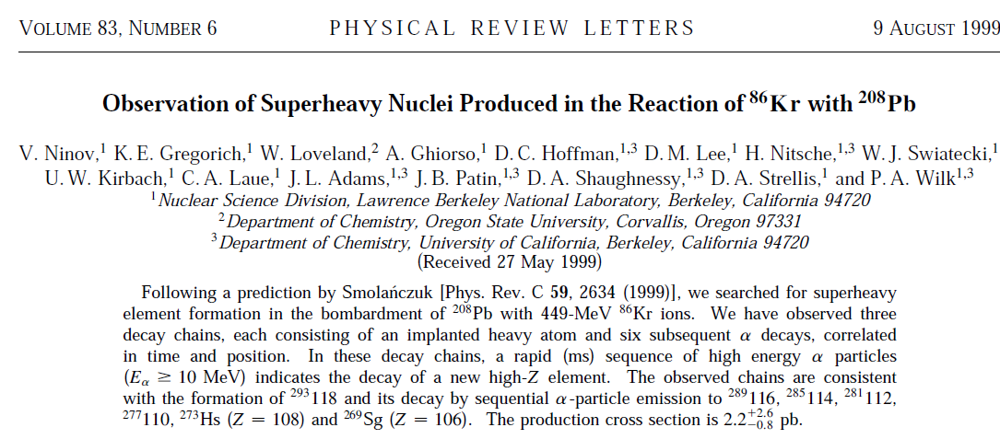 VOLUME 83, NUMBER 6 PHYSICAL REVIEW LETTERS 9 AUGUST 1999
Observation of Superheavy Nuclei Produced in the Reaction of ⁸⁶Kr with ²⁰⁸Pb
V. Ninov,¹ K. E. Gregorich,¹ W. Loveland,² A. Ghiorso,¹ D. C. Hoffman,¹,³ D. M. Lee,¹ H. Nitsche,¹,³ W. J. Swiatecki,¹
U. W. Kirbach,¹ C. A. Laue,¹ J. L. Adams,¹,³ J. B. Patin,¹,³ D. A. Shaughnessy,¹,³ D. A. Strellis,¹ and P. A. Wilk¹,³
¹Nuclear Science Division, Lawrence Berkeley National Laboratory, Berkeley, California 94720
²Department of Chemistry, Oregon State University, Corvallis, Oregon 97331
³Department of Chemistry, University of California, Berkeley, California 94720
(Received 27 May 1999)
Following a prediction by Smolańczuk [Phys. Rev. C 59, 2634 (1999)], we searched for superheavy
element formation in the bombardment of ²⁰⁸Pb with 449-MeV ⁸⁶Kr ions. We have observed three
decay chains, each consisting of an implanted heavy atom and six subsequent α decays, correlated
in time and position. In these decay chains, a rapid (ms) sequence of high energy α particles
(Eα ≥ 10 MeV) indicates the decay of a new high-Z element. The observed chains are consistent
with the formation of ²⁹³118 and its decay by sequential α-particle emission to ²⁸⁹116, ²⁸⁵114, ²⁸¹112,
²⁷⁷110, ²⁷³Hs (Z = 108) and ²⁶⁹Sg (Z = 106). The production cross section is 2.2⁺²·⁶₋₀.₈ pb.